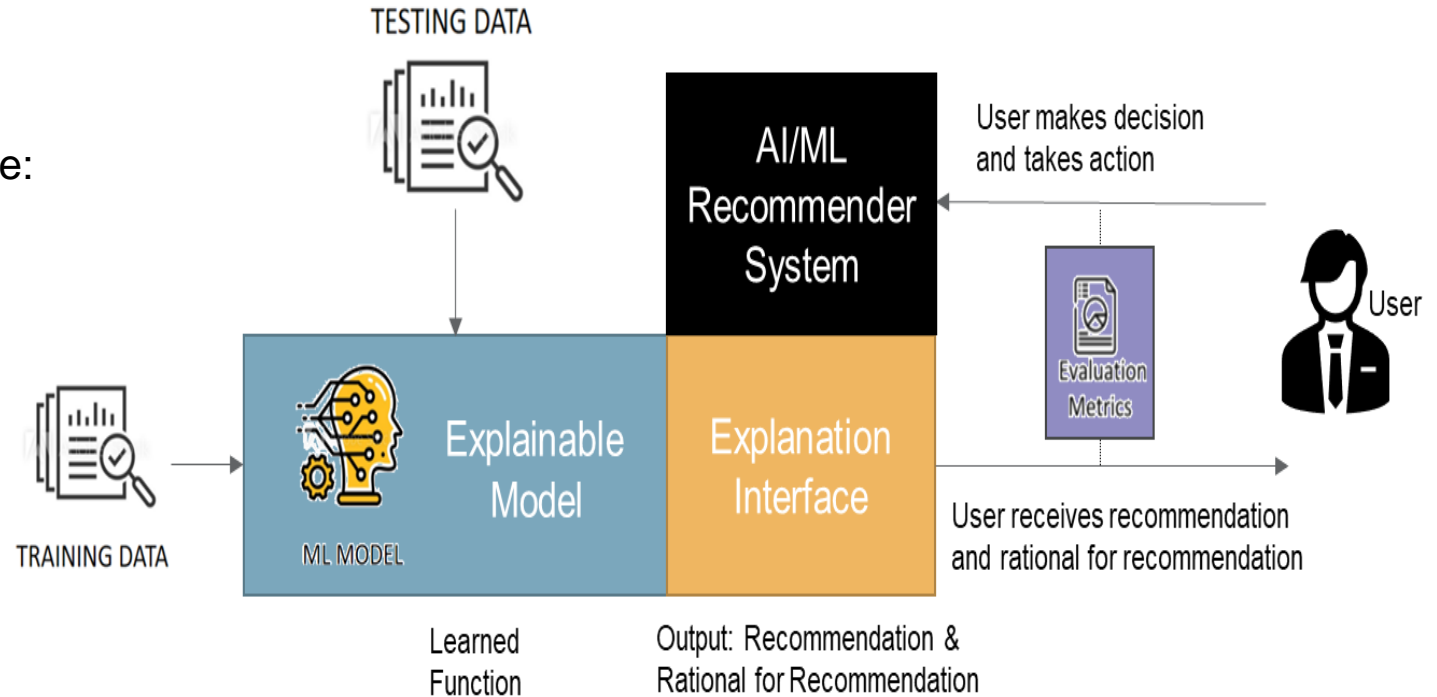 TESTING DATA
e:
AI/ML
Recommender
System
User makes decision
and takes action
User
Evaluation
Metrics
Explainable
Model
Explanation
Interface
ML MODEL
TRAINING DATA
User receives recommendation
and rational for recommendation
Learned
Function
Output: Recommendation &
Rational for Recommendation